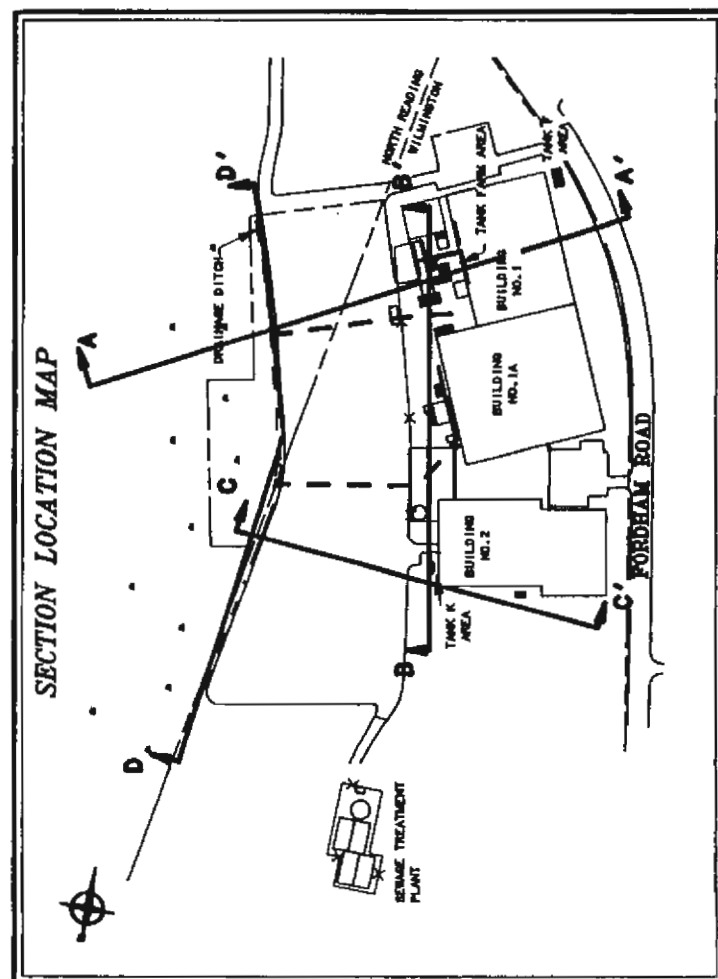 SECTION LOCATION MAP
A
D'
DRAINAGE DITCH
NORTH READING
WILMINGTON
B'
TANK FARM AREA
TANK
AREA
A'
BUILDING
NO.1
BUILDING
NO.1A
C
BUILDING
NO.2
FORDHAM ROAD
TANK K
AREA
B
C'
D
SEWAGE TREATMENT
PLANT